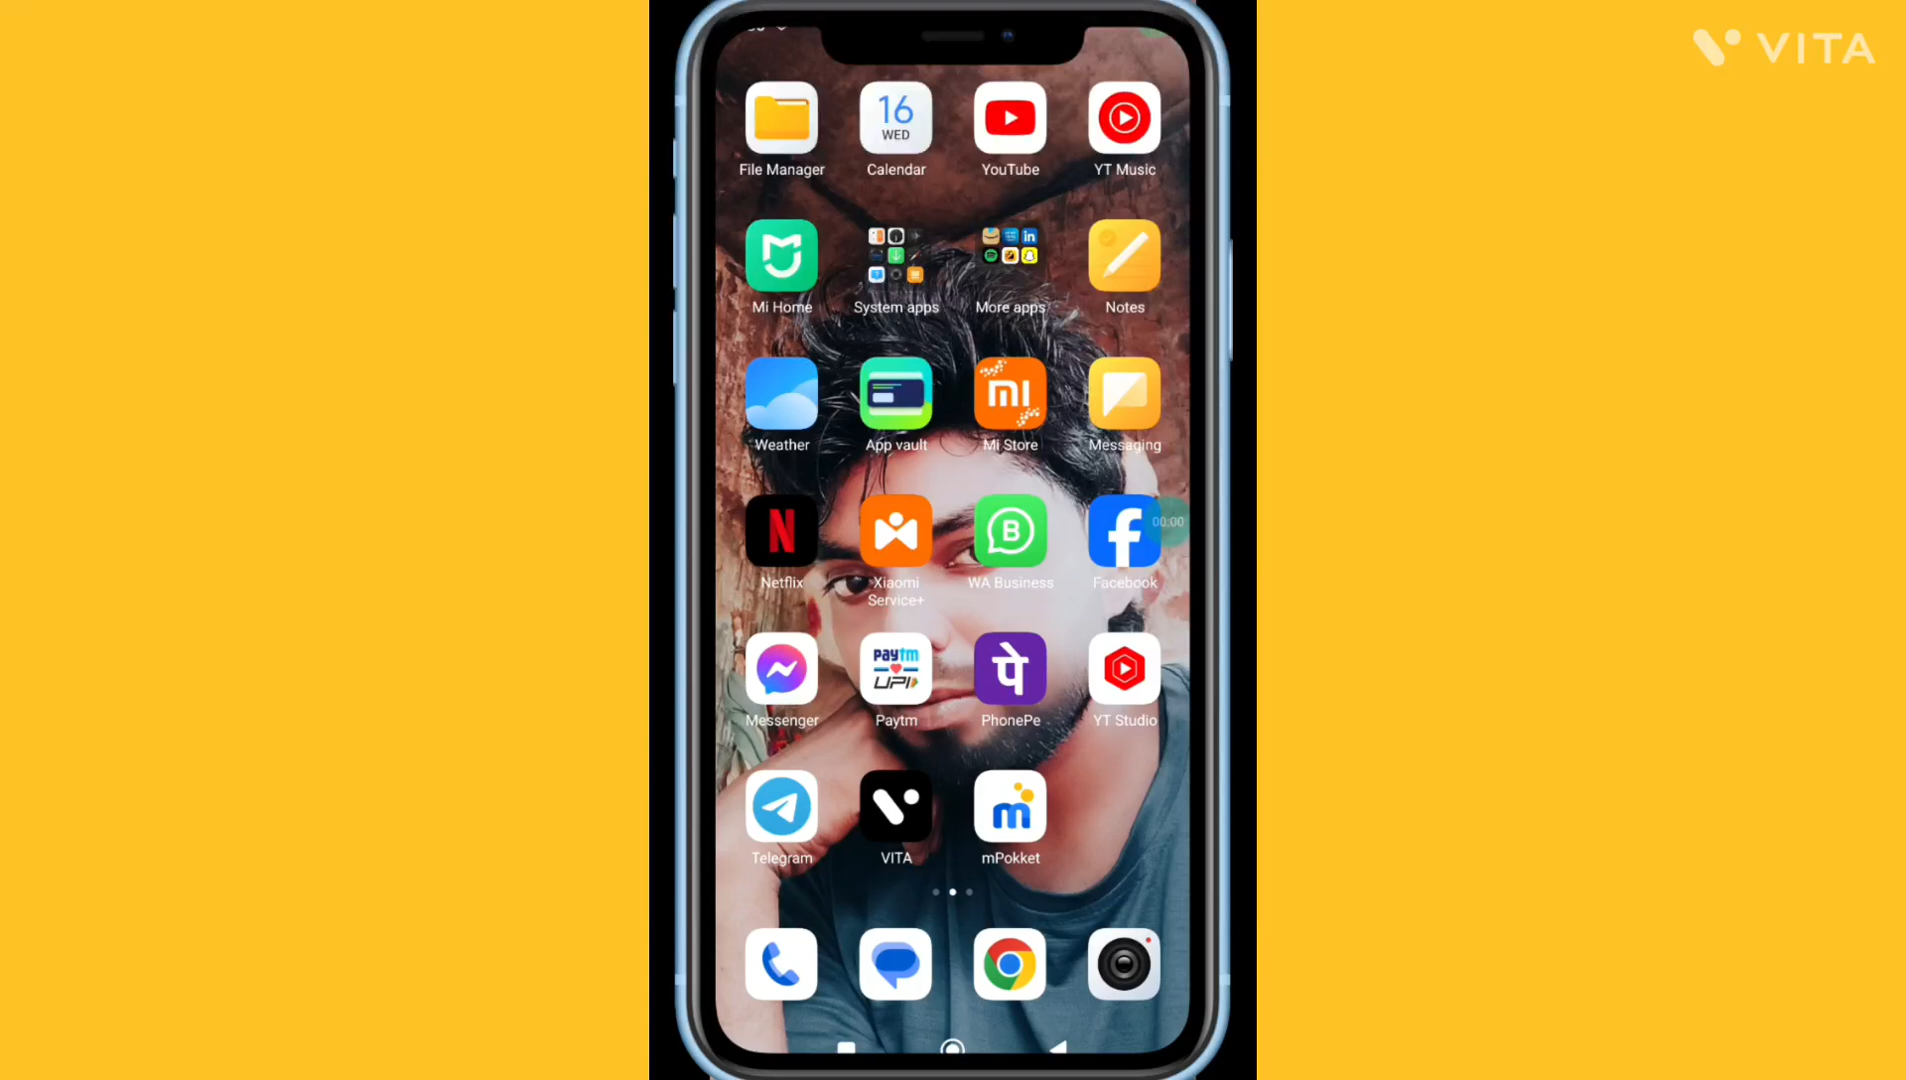 VITA
16
WED
File Manager
Calendar
YouTube
YT Music
Mi Home
System apps
More apps
Notes
Weather
App vault
Mi Store
Messaging
00:00
Netflix
Xiaomi
Service+
WA Business
Facebook
paytm
UPI
पे
Messenger
Paytm
PhonePe
YT Studio
m
Telegram
VITA
mPokket